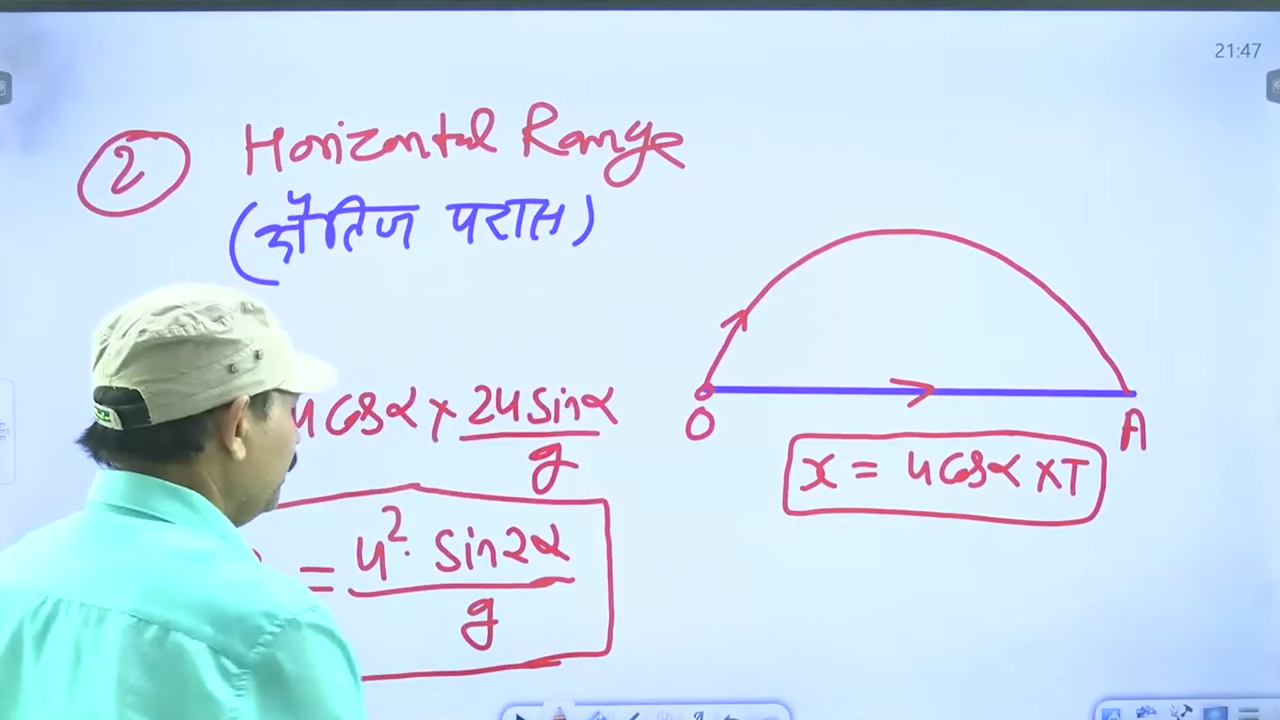 21:47
② Horizontal Range
(क्षैतिज परास)
u cosα × 2u sinα / g
= u² · sin2α / g
O
A
x = u cosα × T